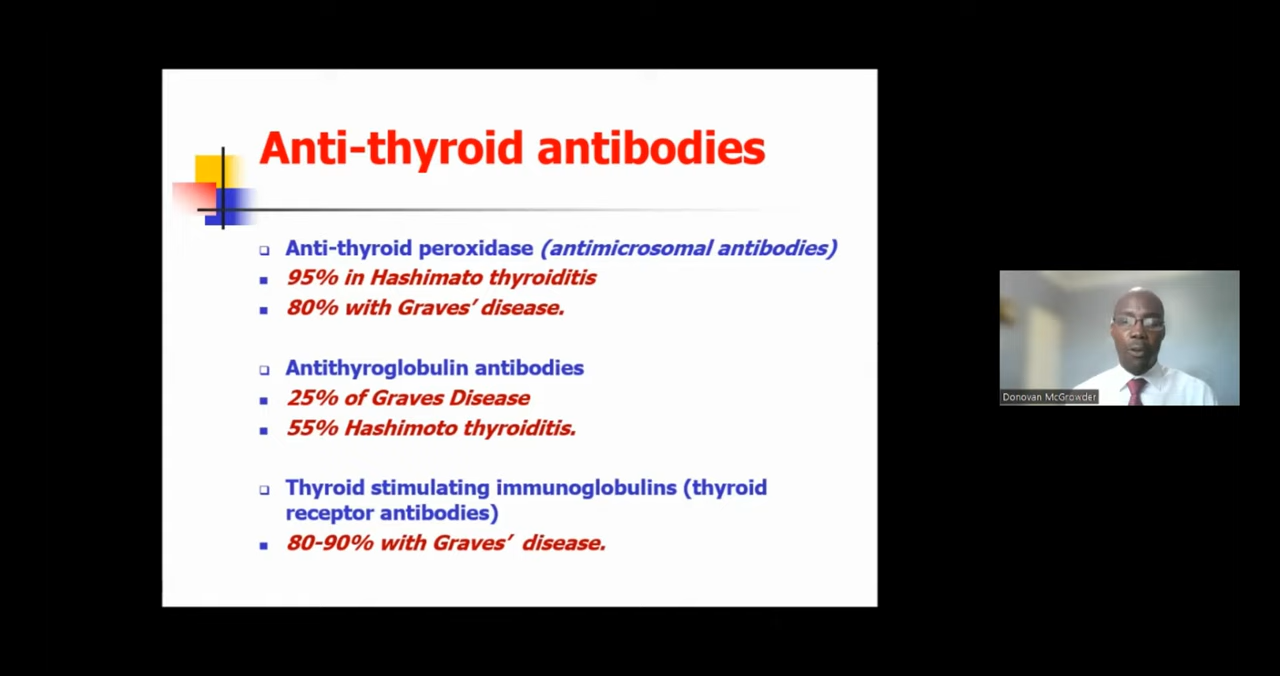 Anti-thyroid antibodies
Anti-thyroid peroxidase (antimicrosomal antibodies)
95% in Hashimato thyroiditis
80% with Graves’ disease.
Antithyroglobulin antibodies
25% of Graves Disease
55% Hashimoto thyroiditis.
Thyroid stimulating immunoglobulins (thyroid
receptor antibodies)
80-90% with Graves’ disease.
Donovan McGrowder